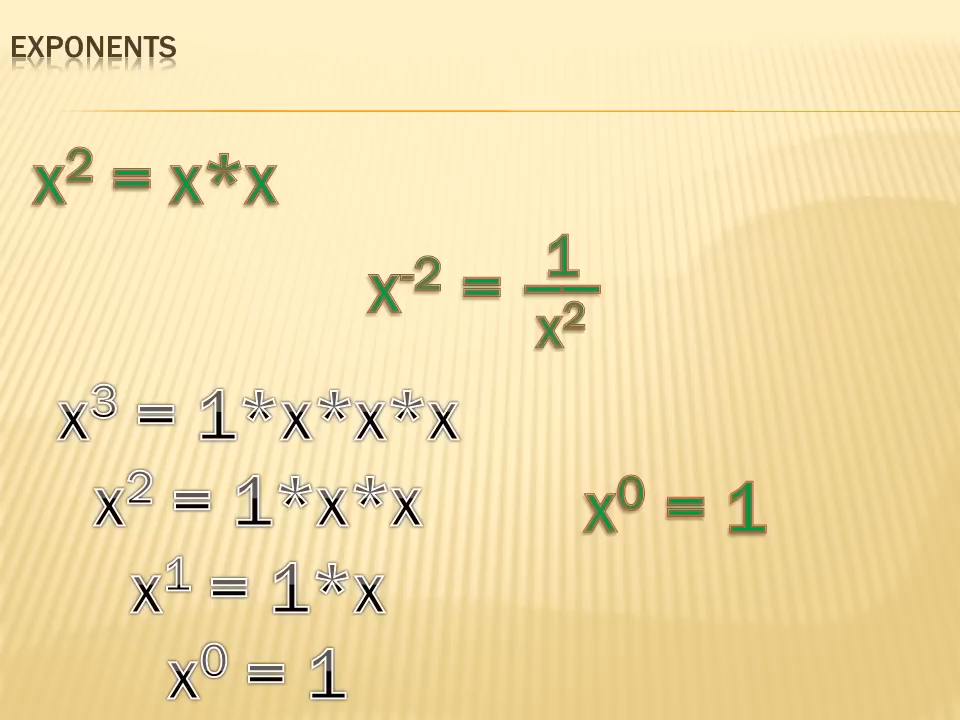 EXPONENTS
x² = x*x
x⁻² = 1/x²
x³ = 1*x*x*x
x² = 1*x*x
x⁰ = 1
x¹ = 1*x
x⁰ = 1